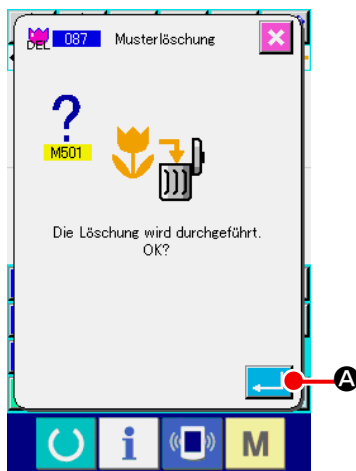 DEL 087 Musterlöschung
?
M501
Die Löschung wird durchgeführt.
OK?
A
i
M